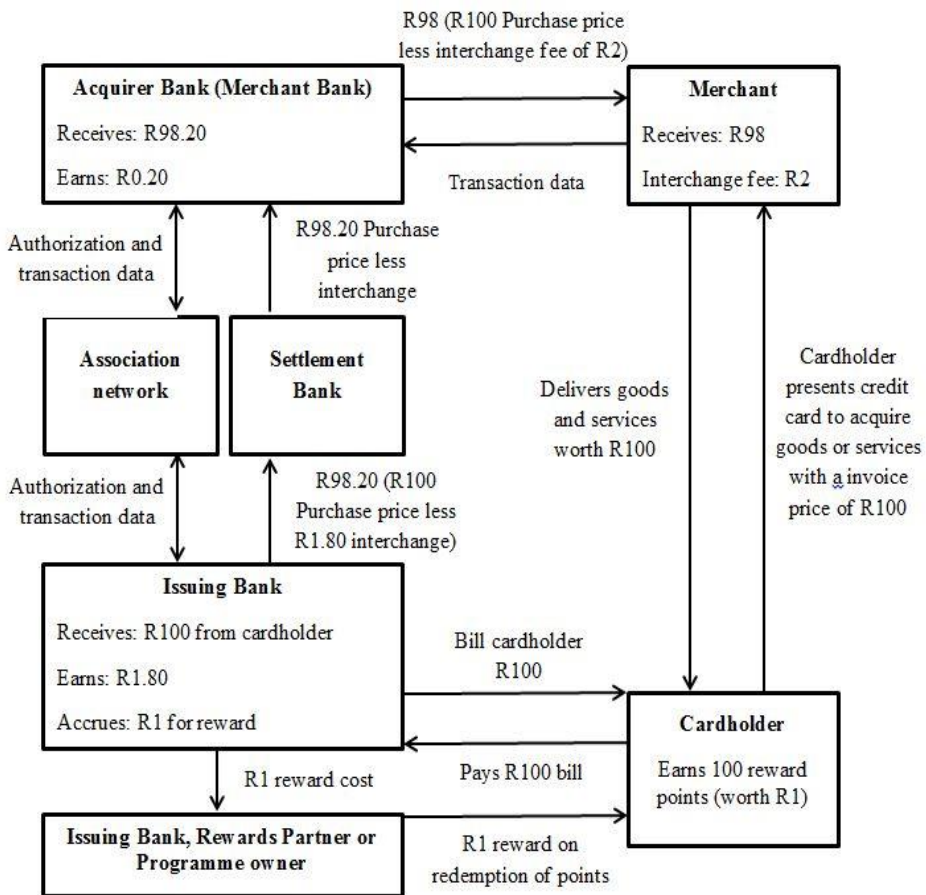 R98 (R100 Purchase price
less interchange fee of R2)
Acquirer Bank (Merchant Bank)
Receives: R98.20
Earns: R0.20
Merchant
Receives: R98
Interchange fee: R2
Transaction data
Authorization and
transaction data
R98.20 Purchase
price less
interchange
Association
network
Settlement
Bank
Delivers goods
and services
worth R100
Cardholder
presents credit
card to acquire
goods or services
with a invoice
price of R100
Authorization and
transaction data
R98.20 (R100
Purchase price less
R1.80 interchange)
Issuing Bank
Receives: R100 from cardholder
Earns: R1.80
Accrues: R1 for reward
Bill cardholder
R100
Cardholder
Earns 100 reward
points (worth R1)
Pays R100 bill
R1 reward cost
Issuing Bank, Rewards Partner or
Programme owner
R1 reward on
redemption of points